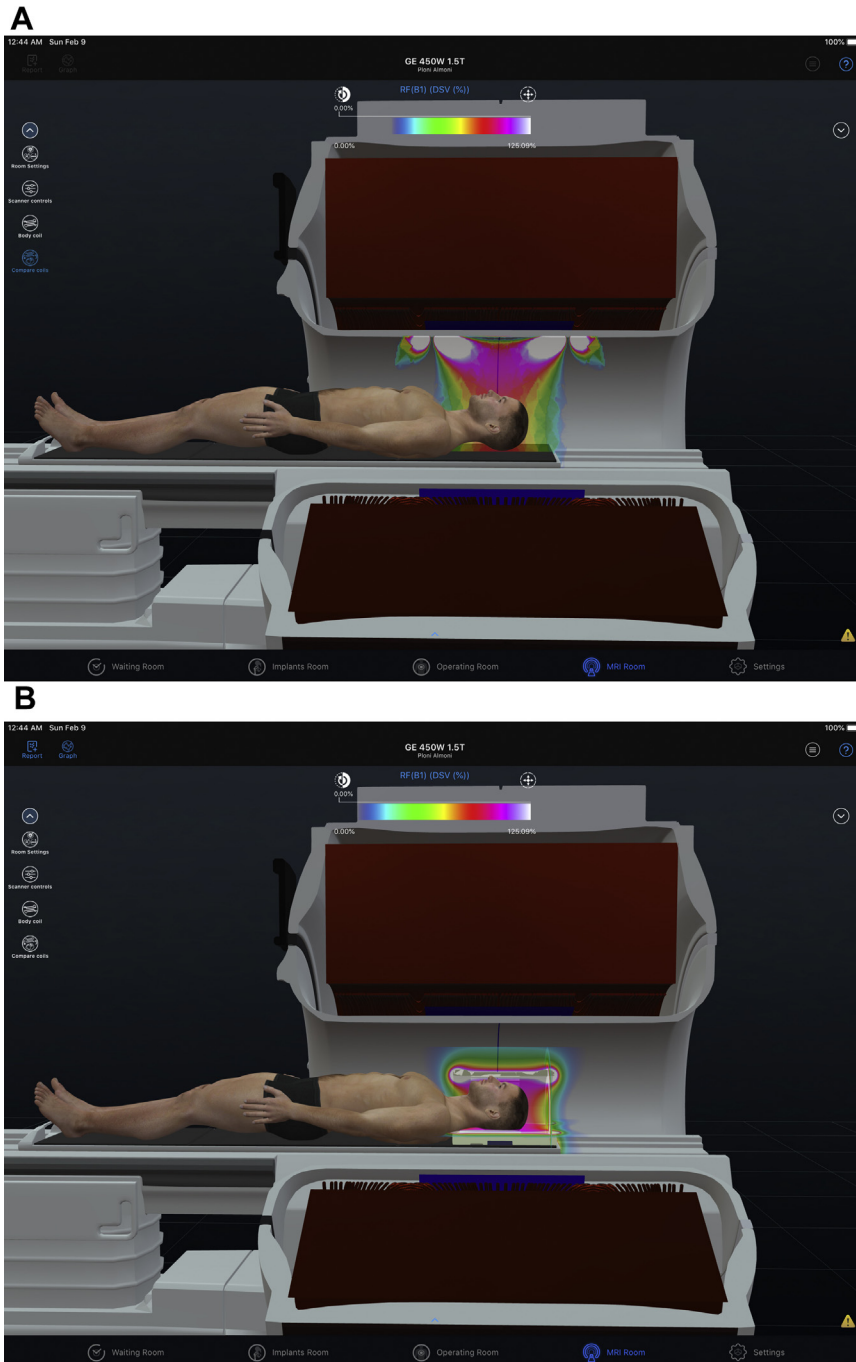 A
12:44 AM Sun Feb 9
100%
GE 450W 1.5T
Pioni Almoni
Report
Graph
RF(B1) (DSV (%))
0.00%
0.00%
125.09%
Room Settings
Scanner controls
Body coil
Compare coils
Waiting Room
Implants Room
Operating Room
MRI Room
Settings
B
12:44 AM Sun Feb 9
100%
GE 450W 1.5T
Pioni Almoni
Report
Graph
RF(B1) (DSV (%))
0.00%
0.00%
125.09%
Room Settings
Scanner controls
Body coil
Compare coils
Waiting Room
Implants Room
Operating Room
MRI Room
Settings